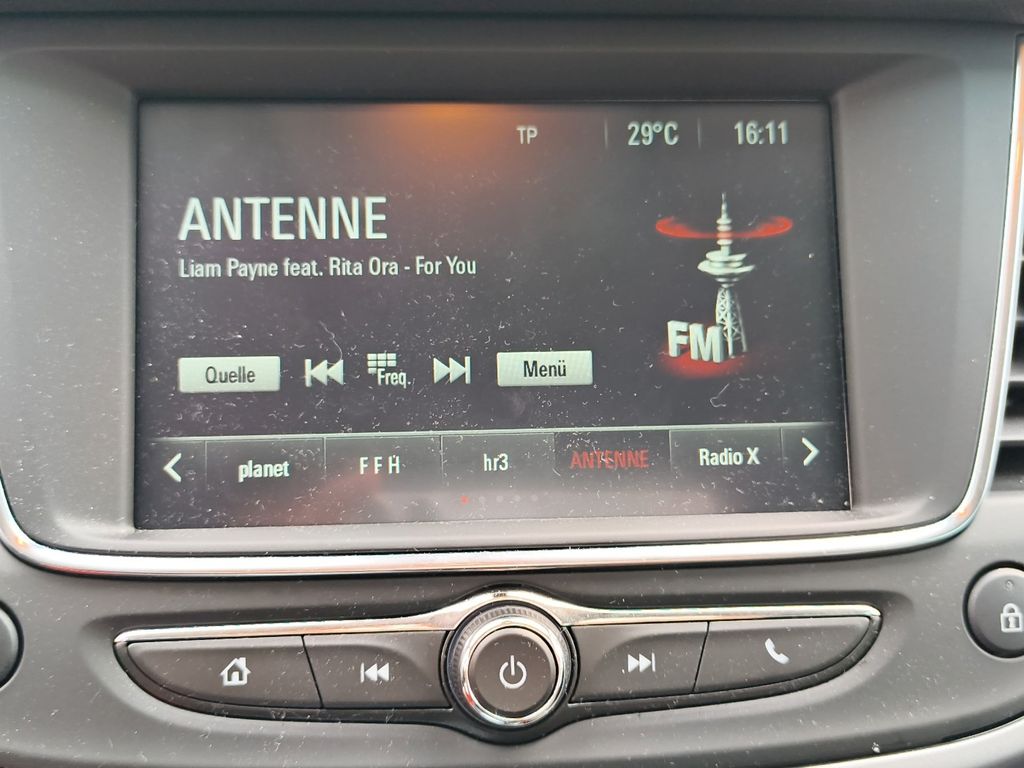 TP 29°C 16:11
ANTENNE
Liam Payne feat. Rita Ora - For You
FM
Quelle Freq. Menü
planet FFH hr3 ANTENNE Radio X